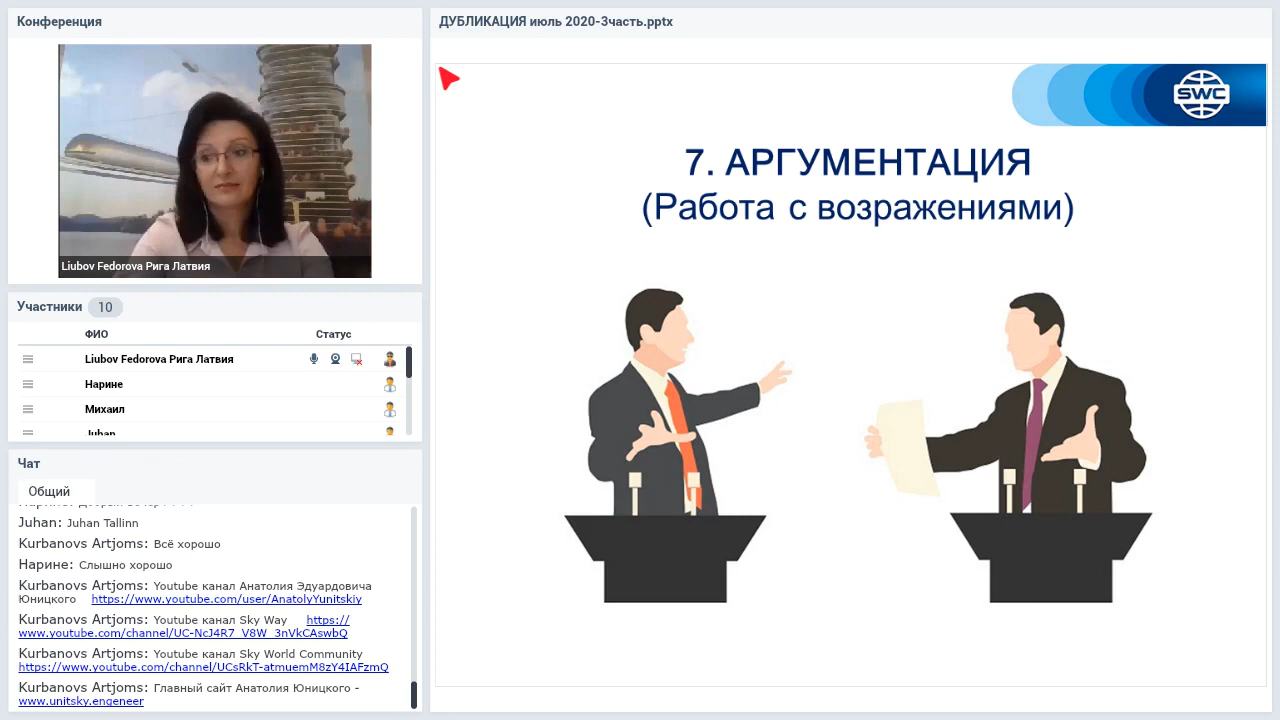 Конференция
Liubov Fedorova Рига Латвия
Участники 10
ФИО Статус
Liubov Fedorova Рига Латвия
Нарине
Михаил
Juhan
Чат
Общий
Juhan: Juhan Tallinn
Kurbanovs Artjoms: Всё хорошо
Нарине: Слышно хорошо
Kurbanovs Artjoms: Youtube канал Анатолия Эдуардовича
Юницкого https://www.youtube.com/user/AnatolyYunitskiy
Kurbanovs Artjoms: Youtube канал Sky Way https://
www.youtube.com/channel/UC-NcJ4R7_V8W_3nVkCAswbQ
Kurbanovs Artjoms: Youtube канал Sky World Community
https://www.youtube.com/channel/UCsRkT-atmuemM8zY4IAFzmQ
Kurbanovs Artjoms: Главный сайт Анатолия Юницкого -
www.unitsky.engeneer
ДУБЛИКАЦИЯ июль 2020-3часть.pptx
SWC
7. АРГУМЕНТАЦИЯ
(Работа с возражениями)